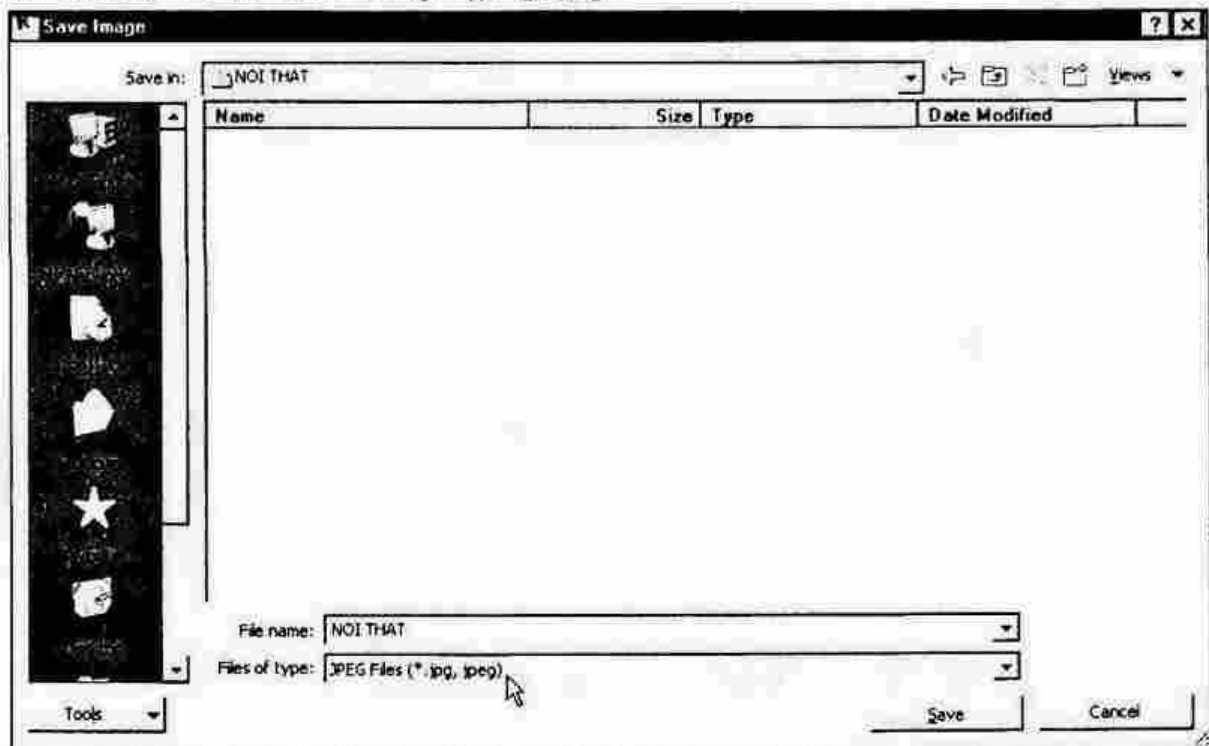 Save Image
Save in: NOI THAT Views
Name Size Type Date Modified
File name: NOI THAT
Files of type: JPEG Files (*.jpg, jpeg)
Tools Save Cancel